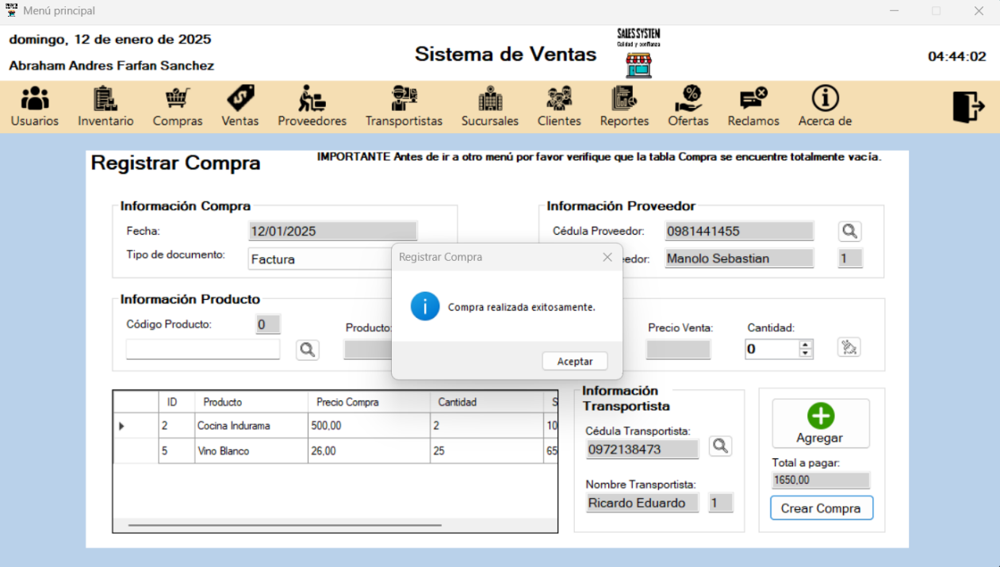 Menú principal
domingo, 12 de enero de 2025
Abraham Andres Farfan Sanchez
Sistema de Ventas
SALES SYSTEM
Calidad y confianza
04:44:02
Usuarios Inventario Compras Ventas Proveedores Transportistas Sucursales Clientes Reportes Ofertas Reclamos Acerca de
Registrar Compra
IMPORTANTE Antes de ir a otro menú por favor verifique que la tabla Compra se encuentre totalmente vacía.
Información Compra
Fecha: 12/01/2025
Tipo de documento: Factura
Información Proveedor
Cédula Proveedor: 0981441455
eedor: Manolo Sebastian 1
Registrar Compra
Compra realizada exitosamente.
Aceptar
Información Producto
Código Producto: 0
Producto:
Precio Venta:
Cantidad:
0
ID Producto Precio Compra Cantidad S
2 Cocina Indurama 500,00 2 10
5 Vino Blanco 26,00 25 65
Información
Transportista
Cédula Transportista:
0972138473
Nombre Transportista:
Ricardo Eduardo 1
Agregar
Total a pagar:
1650,00
Crear Compra